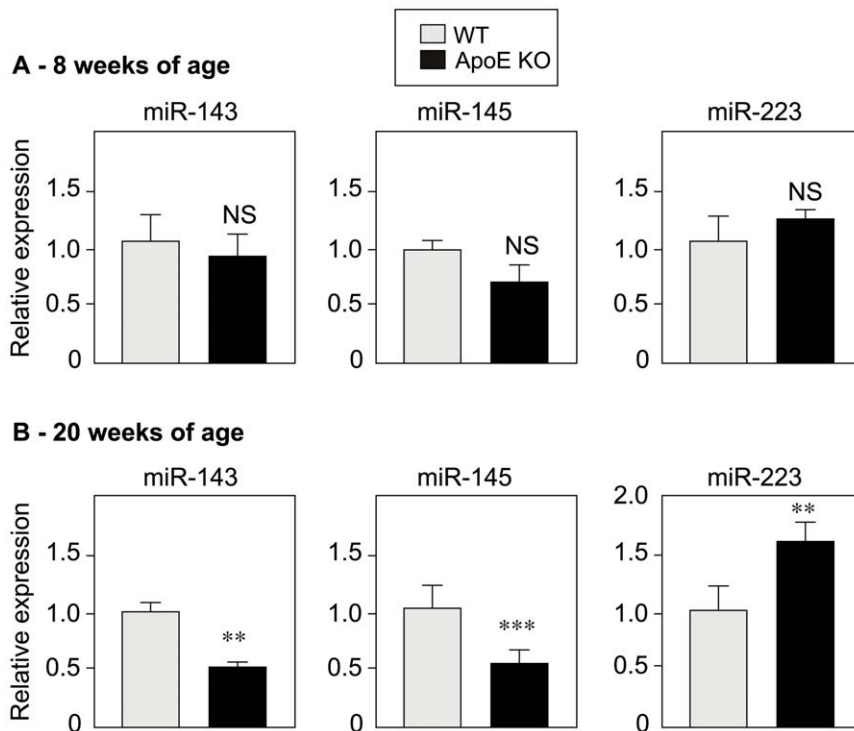 WT
ApoE KO
A - 8 weeks of age
miR-143
miR-145
miR-223
Relative expression
1.5
1.0
0.5
0
NS
1.5
1.0
0.5
0
NS
1.5
1.0
0.5
0
NS
B - 20 weeks of age
miR-143
miR-145
miR-223
Relative expression
1.5
1.0
0.5
0
**
1.5
1.0
0.5
0
***
2.0
1.5
1.0
0.5
0
**